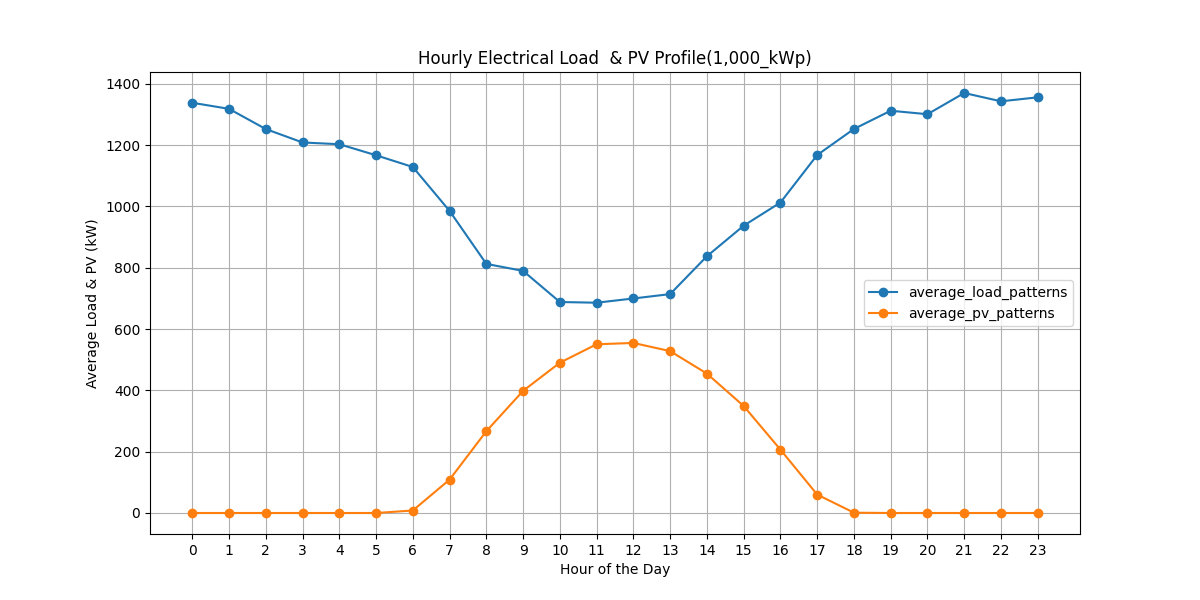 Hourly Electrical Load  & PV Profile(1,000_kWp)
1400
1200
1000
800
600
400
200
0
Average Load & PV (kW)
average_load_patterns
average_pv_patterns
0 1 2 3 4 5 6 7 8 9 10 11 12 13 14 15 16 17 18 19 20 21 22 23
Hour of the Day